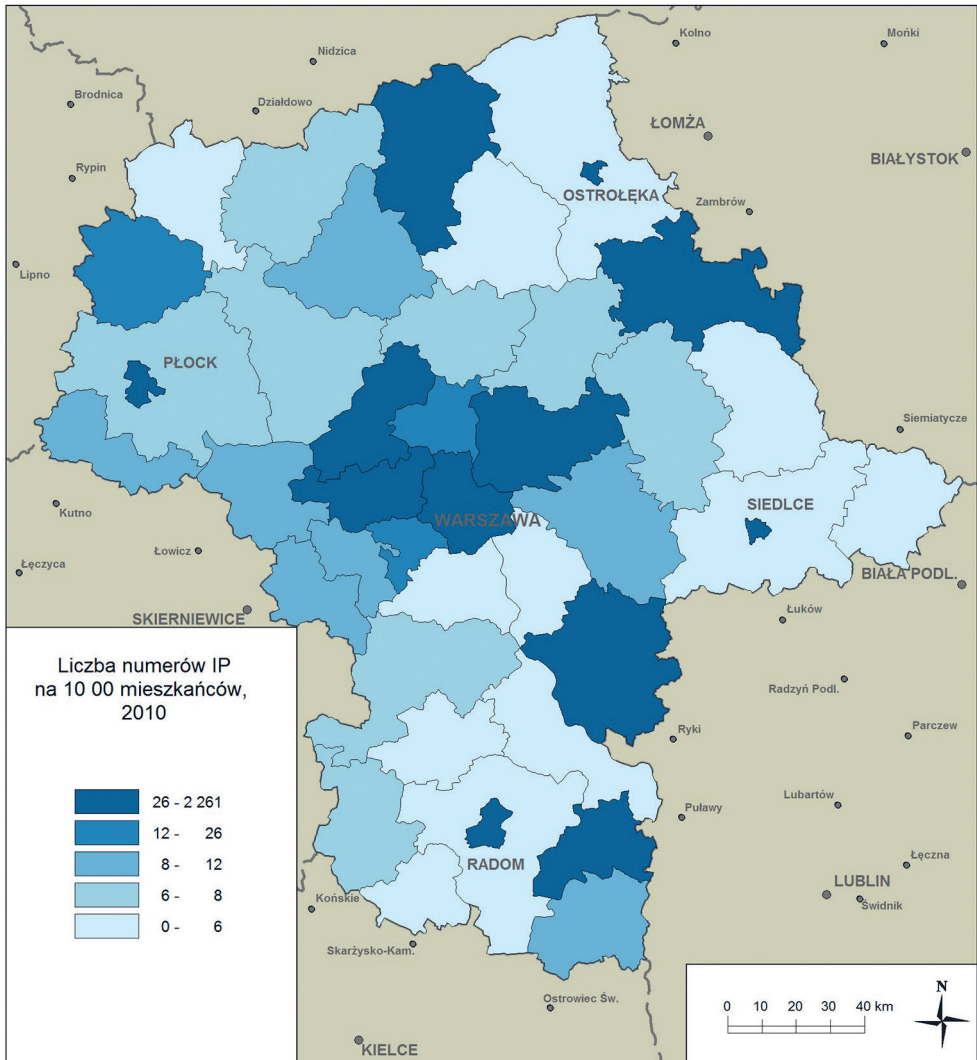 Kolno
Mońki
Nidzica
Brodnica
Działdowo
ŁOMŻA
BIAŁYSTOK
Rypin
OSTROŁĘKA
Zambrów
Lipno
PŁOCK
Siemiatycze
Kutno
SIEDLCE
WARSZAWA
Łowicz
Łęczyca
BIAŁA PODL.
SKIERNIEWICE
Łuków
Liczba numerów IP
na 10 00 mieszkańców,
2010
Radzyń Podl.
Ryki
Parczew
26 - 2 261
12 - 26
8 - 12
6 - 8
0 - 6
Puławy
Lubartów
RADOM
Łęczna
LUBLIN
Świdnik
Końskie
Skarżysko-Kam.
Ostrowiec Św.
KIELCE
N
0 10 20 30 40 km